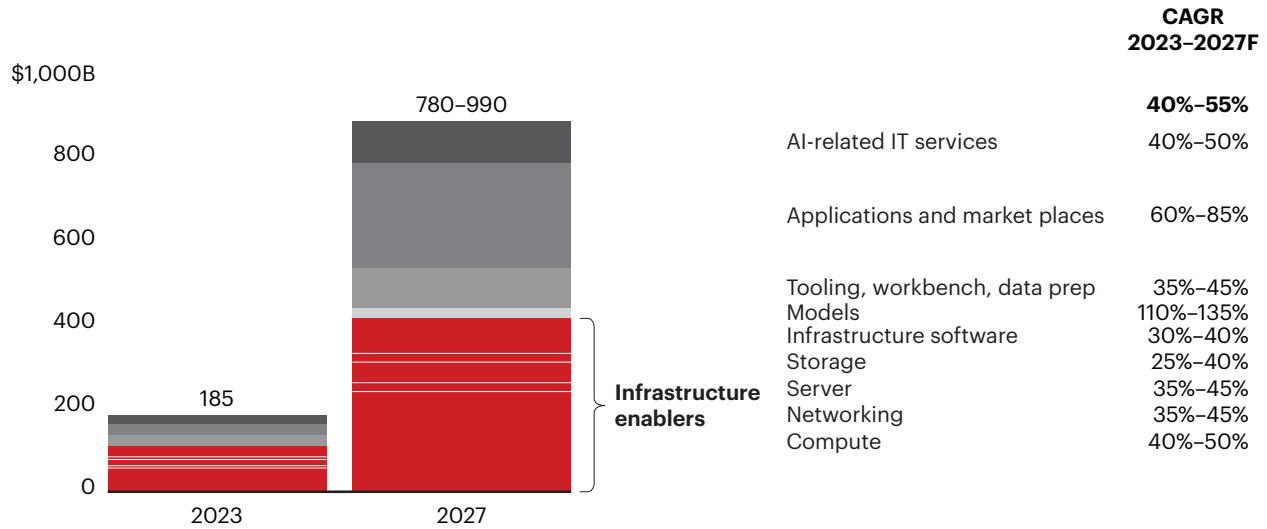 CAGR
2023–2027F
$1,000B
780–990
40%–55%
AI-related IT services 40%–50%
800
Applications and market places 60%–85%
600
Tooling, workbench, data prep 35%–45%
Models 110%–135%
400
Infrastructure software 30%–40%
Storage 25%–40%
185
Infrastructure
enablers
Server 35%–45%
200
Networking 35%–45%
Compute 40%–50%
0
2023
2027